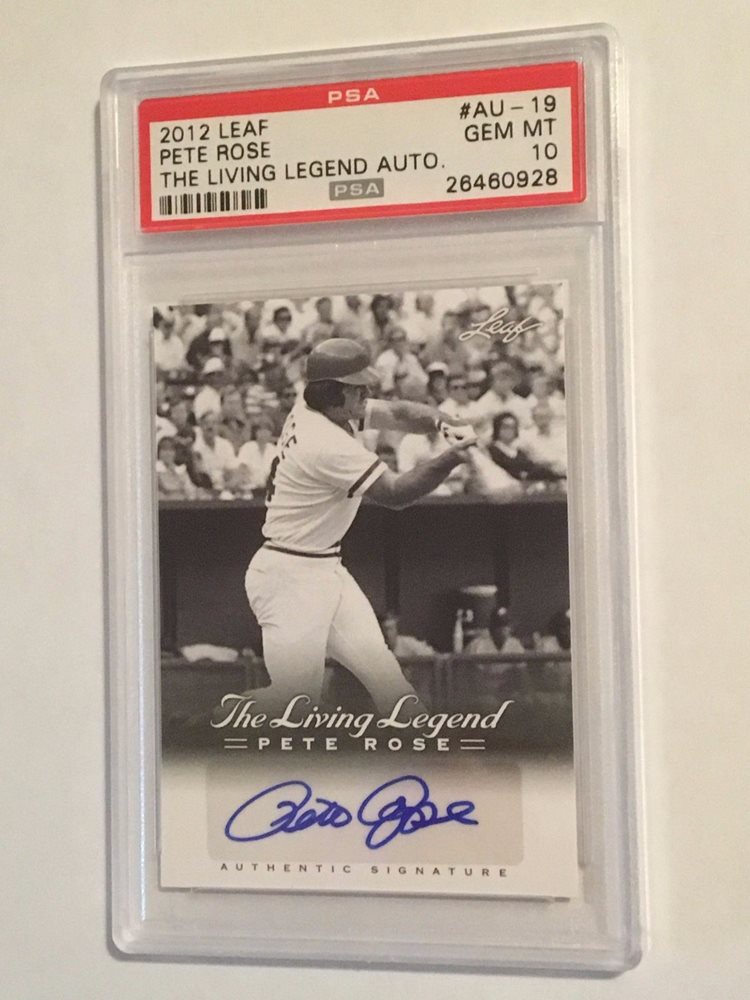 PSA
2012 LEAF #AU-19
PETE ROSE GEM MT
THE LIVING LEGEND AUTO. 10
PSA 26460928
Leaf
The Living Legend
PETE ROSE
Pete Rose
AUTHENTIC SIGNATURE